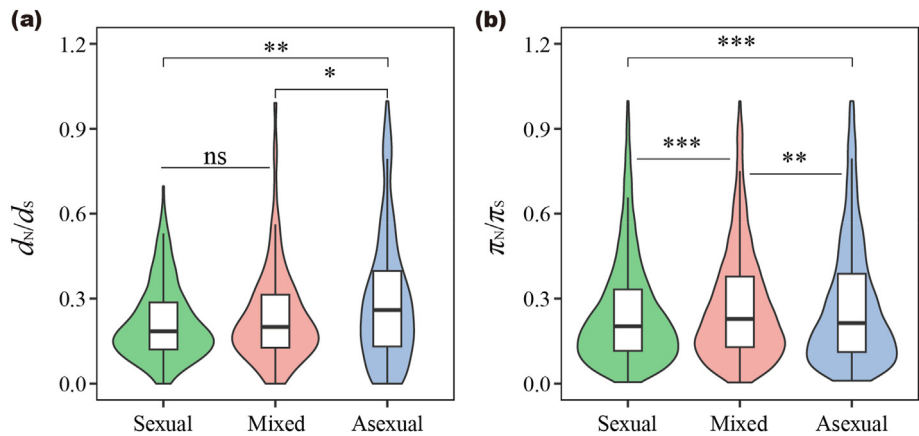 (a)
(b)
1.2
0.9
0.6
0.3
0.0
dN/dS
**
*
ns
Sexual Mixed Asexual
1.2
0.9
0.6
0.3
0.0
πN/πS
***
***
**
Sexual Mixed Asexual